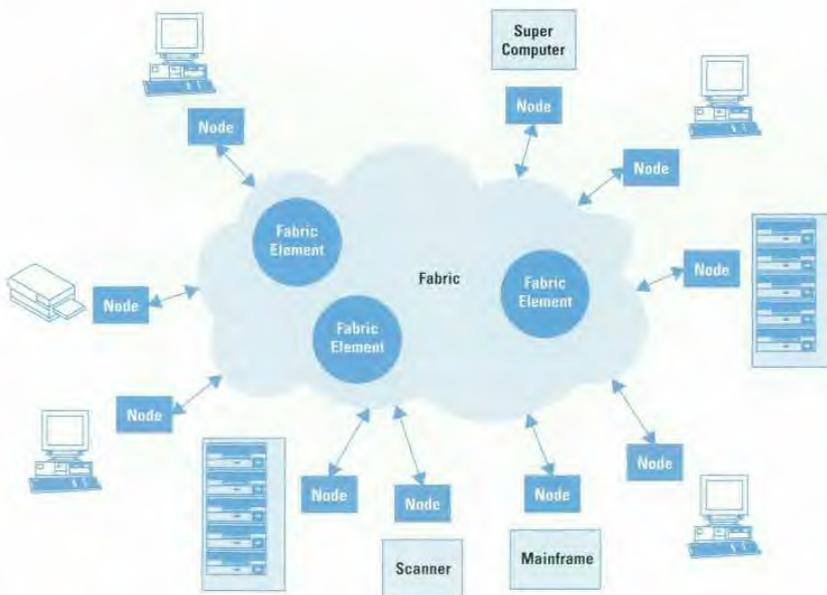 Super
Computer
Node
Node
Node
Fabric
Element
Fabric
Fabric
Element
Node
Node
Fabric
Element
Node
Node
Node
Node
Node
Scanner
Mainframe